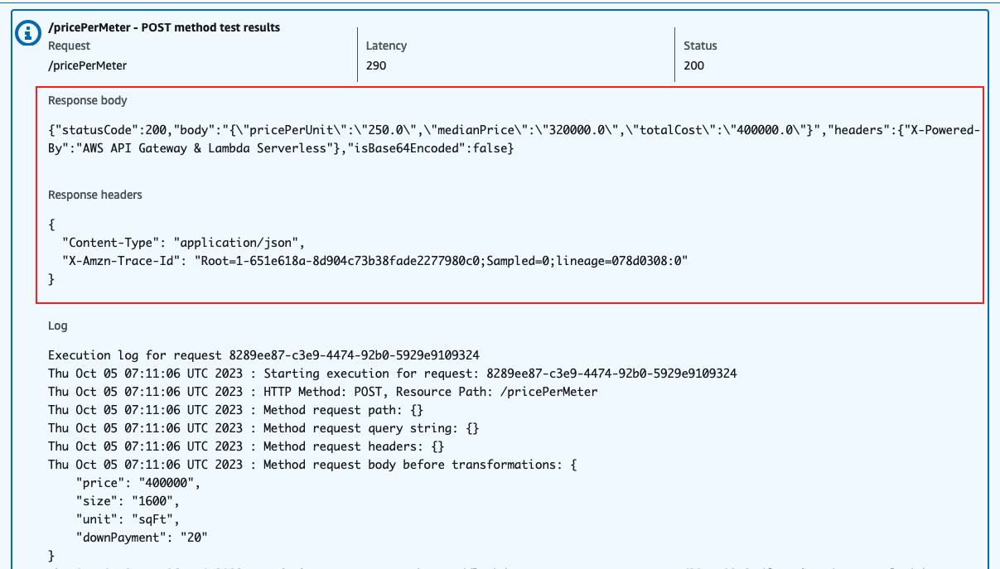 /pricePerMeter - POST method test results
Request
/pricePerMeter
Latency
290
Status
200
Response body
{"statusCode":200,"body":"{\"pricePerUnit\":\"250.0\",\"medianPrice\":\"320000.0\",\"totalCost\":\"400000.0\"}","headers":{"X-Powered-
By":"AWS API Gateway & Lambda Serverless"},"isBase64Encoded":false}
Response headers
{
  "Content-Type": "application/json",
  "X-Amzn-Trace-Id": "Root=1-651e618a-8d904c73b38fade2277980c0;Sampled=0;lineage=078d0308:0"
}
Log
Execution log for request 8289ee87-c3e9-4474-92b0-5929e9109324
Thu Oct 05 07:11:06 UTC 2023 : Starting execution for request: 8289ee87-c3e9-4474-92b0-5929e9109324
Thu Oct 05 07:11:06 UTC 2023 : HTTP Method: POST, Resource Path: /pricePerMeter
Thu Oct 05 07:11:06 UTC 2023 : Method request path: {}
Thu Oct 05 07:11:06 UTC 2023 : Method request query string: {}
Thu Oct 05 07:11:06 UTC 2023 : Method request headers: {}
Thu Oct 05 07:11:06 UTC 2023 : Method request body before transformations: {
    "price": "400000",
    "size": "1600",
    "unit": "sqFt",
    "downPayment": "20"
}